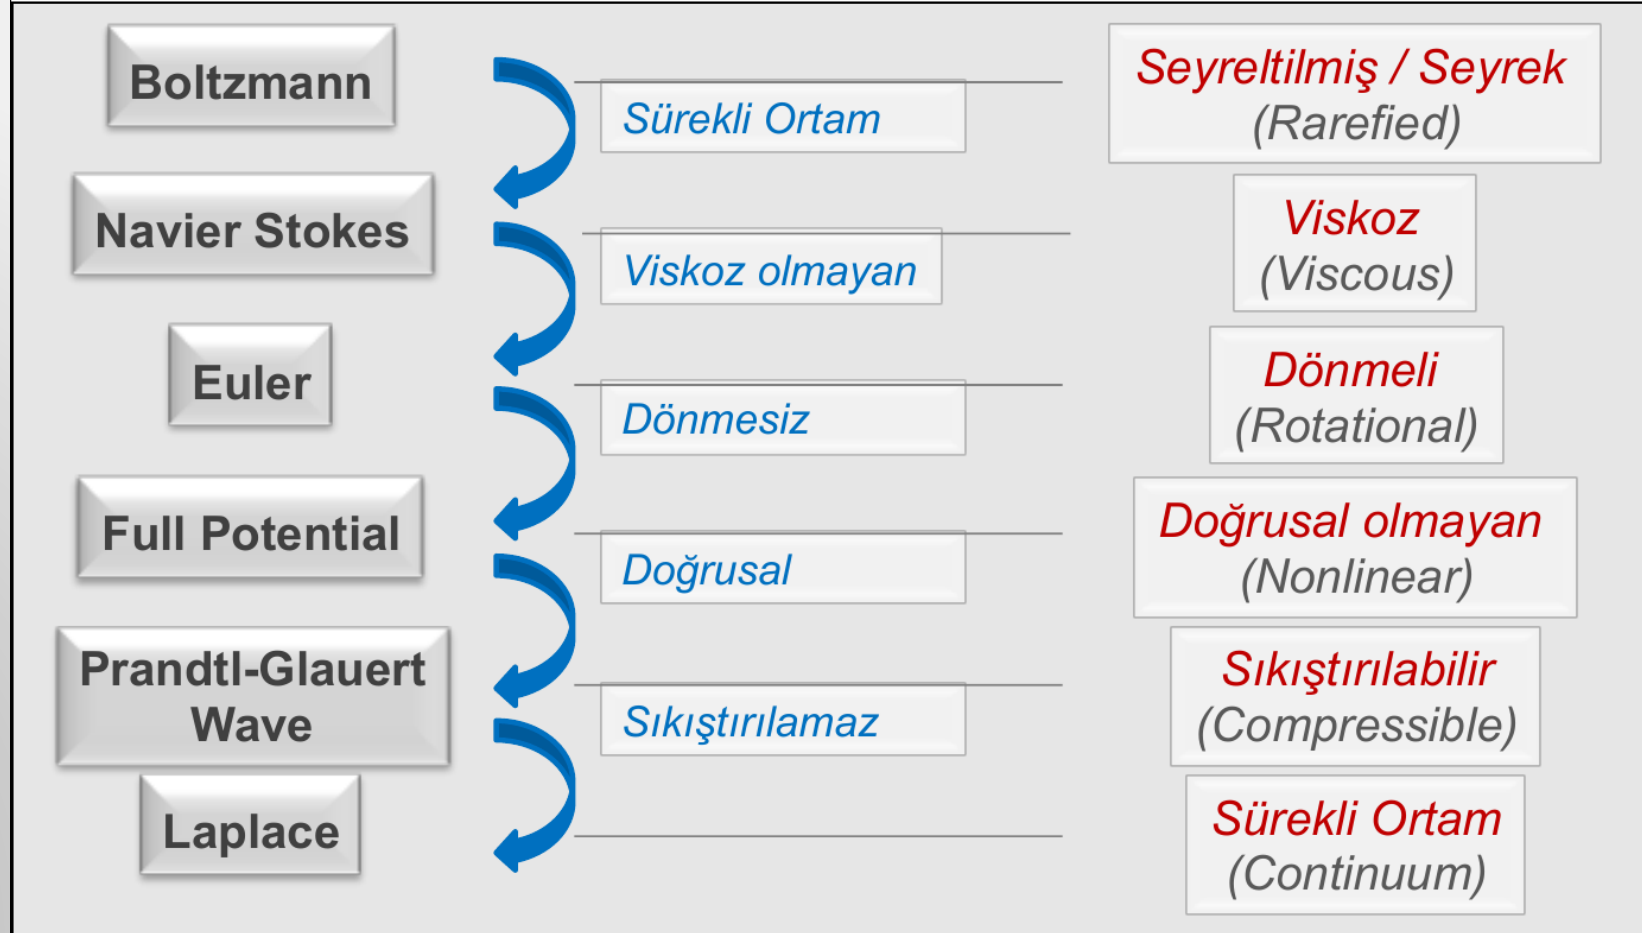 Boltzmann
Sürekli Ortam
Seyreltilmiş / Seyrek
(Rarefied)
Navier Stokes
Viskoz olmayan
Viskoz
(Viscous)
Euler
Dönmesiz
Dönmeli
(Rotational)
Full Potential
Doğrusal
Doğrusal olmayan
(Nonlinear)
Prandtl-Glauert
Wave
Sıkıştırılamaz
Sıkıştırılabilir
(Compressible)
Laplace
Sürekli Ortam
(Continuum)